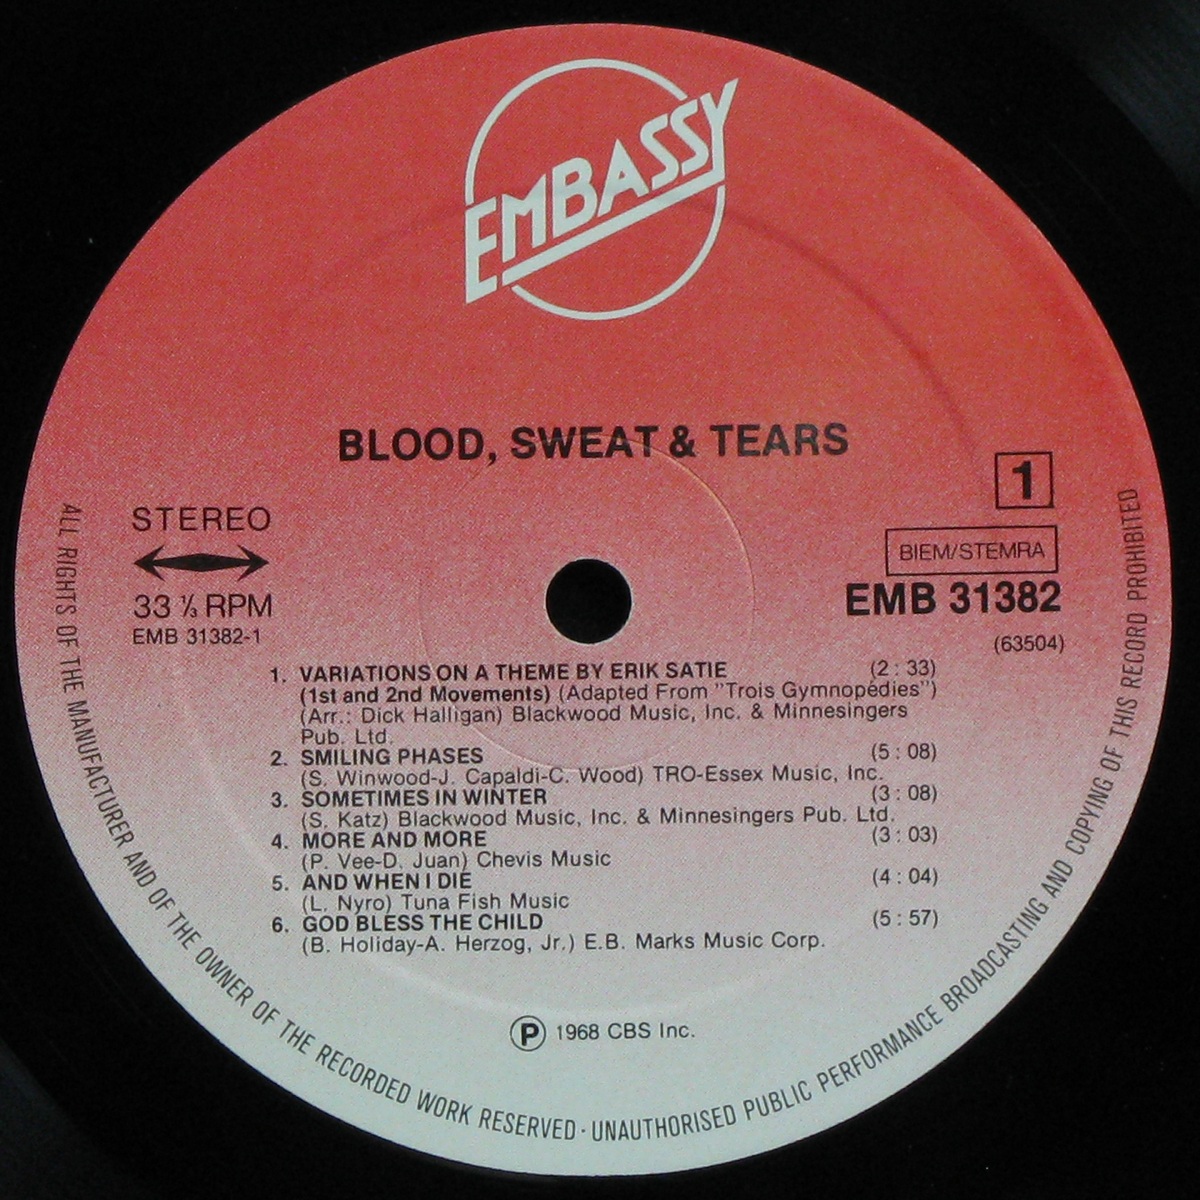 EMBASSY
BLOOD, SWEAT & TEARS
1
STEREO
BIEM/STEMRA
33 ⅓ RPM
EMB 31382
EMB 31382-1
(63504)
1. VARIATIONS ON A THEME BY ERIK SATIE (2 : 33)
(1st and 2nd Movements) (Adapted From "Trois Gymnopédies")
(Arr.: Dick Halligan) Blackwood Music, Inc. & Minnesingers
Pub. Ltd.
2. SMILING PHASES (5 : 08)
(S. Winwood-J. Capaldi-C. Wood) TRO-Essex Music, Inc.
3. SOMETIMES IN WINTER (3 : 08)
(S. Katz) Blackwood Music, Inc. & Minnesingers Pub. Ltd.
4. MORE AND MORE (3 : 03)
(P. Vee-D. Juan) Chevis Music
5. AND WHEN I DIE (4 : 04)
(L. Nyro) Tuna Fish Music
6. GOD BLESS THE CHILD (5 : 57)
(B. Holiday-A. Herzog, Jr.) E.B. Marks Music Corp.
Ⓟ 1968 CBS Inc.
ALL RIGHTS OF THE MANUFACTURER AND OF THE OWNER OF THE RECORDED WORK RESERVED · UNAUTHORISED PUBLIC PERFORMANCE BROADCASTING AND COPYING OF THIS RECORD PROHIBITED